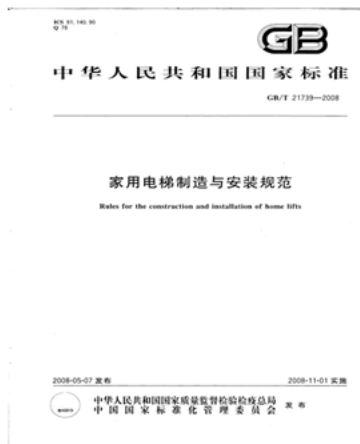 ICS 91.140.90
Q 78
GB
中华人民共和国国家标准
GB/T 21739—2008
家用电梯制造与安装规范
Rules for the construction and installation of home lifts
2008-05-07 发布
2008-11-01 实施
中华人民共和国国家质量监督检验检疫总局
中国国家标准化管理委员会
发布